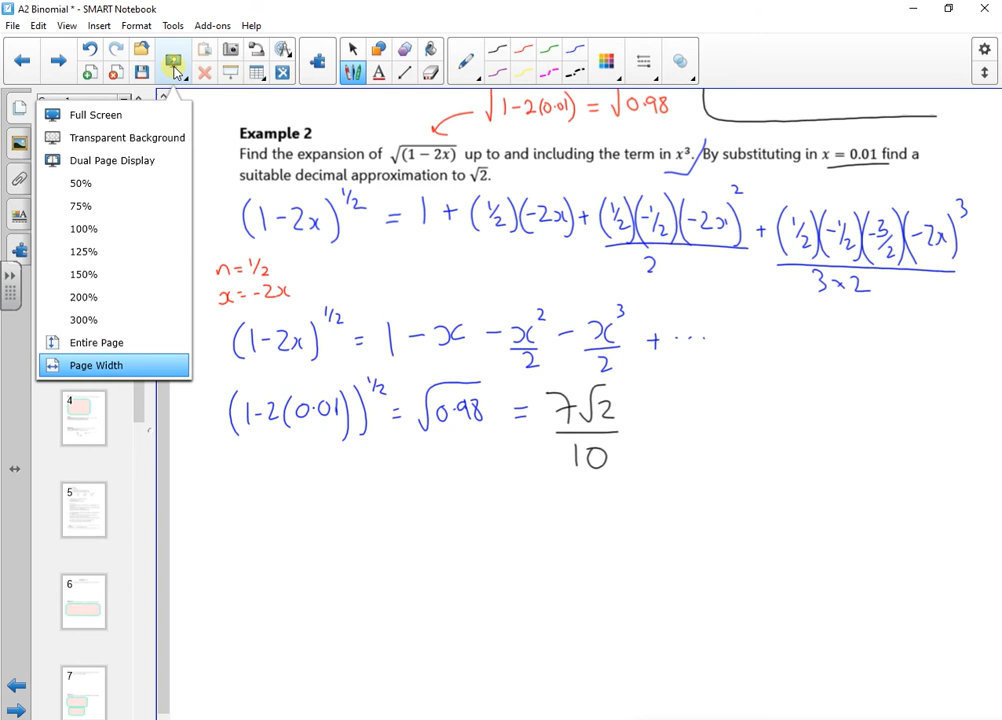 A2 Binomial * - SMART Notebook
File Edit View Insert Format Tools Add-ons Help
Full Screen
Transparent Background
Dual Page Display
50%
75%
100%
125%
150%
200%
300%
Entire Page
Page Width
4
5
6
7
√1-2(0.01) = √0.98
Example 2
Find the expansion of √(1 − 2x) up to and including the term in x³. By substituting in x = 0.01 find a
suitable decimal approximation to √2.
(1-2x)^1/2 = 1 + (1/2)(-2x) + (1/2)(-1/2)(-2x)²/2 + (1/2)(-1/2)(-3/2)(-2x)³/3×2
n = 1/2
x = -2x
(1-2x)^1/2 = 1 - x - x²/2 - x³/2 + ...
(1-2(0.01))^1/2 = √0.98 = 7√2/10